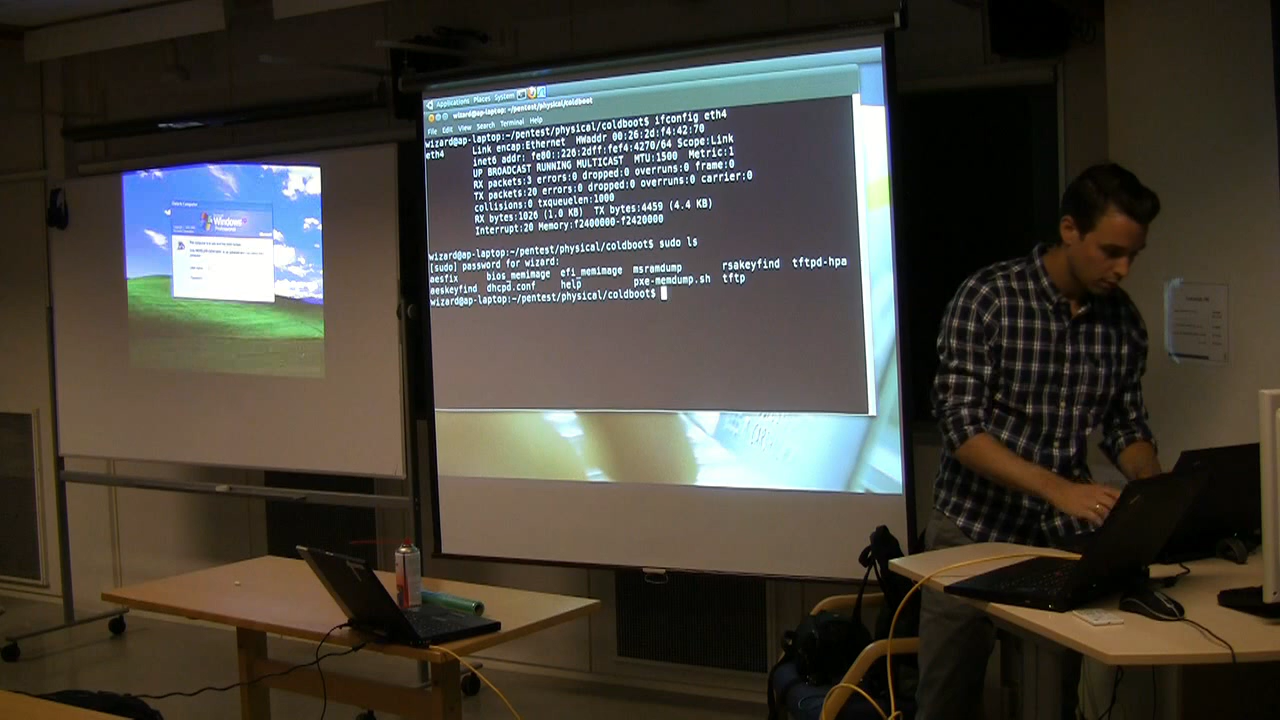 Windows
Applications Places System
wizard@ap-laptop: ~/pentest/physical/coldboot
File Edit View Search Terminal Help
wizard@ap-laptop:~/pentest/physical/coldboot$ ifconfig eth4
eth4 Link encap:Ethernet HWaddr 00:26:2d:f4:42:70
inet6 addr: fe80::226:2dff:fef4:4270/64 Scope:Link
UP BROADCAST RUNNING MULTICAST MTU:1500 Metric:1
RX packets:3 errors:0 dropped:0 overruns:0 frame:0
TX packets:20 errors:0 dropped:0 overruns:0 carrier:0
collisions:0 txqueuelen:1000
RX bytes:1026 (1.0 KB) TX bytes:4459 (4.4 KB)
Interrupt:20 Memory:f2400000-f2420000
wizard@ap-laptop:~/pentest/physical/coldboot$ sudo ls
[sudo] password for wizard:
aesfix bios_memimage efi_memimage msramdump rsakeyfind tftpd-hpa
aeskeyfind dhcpd.conf help pxe-memdump.sh tftp
wizard@ap-laptop:~/pentest/physical/coldboot$